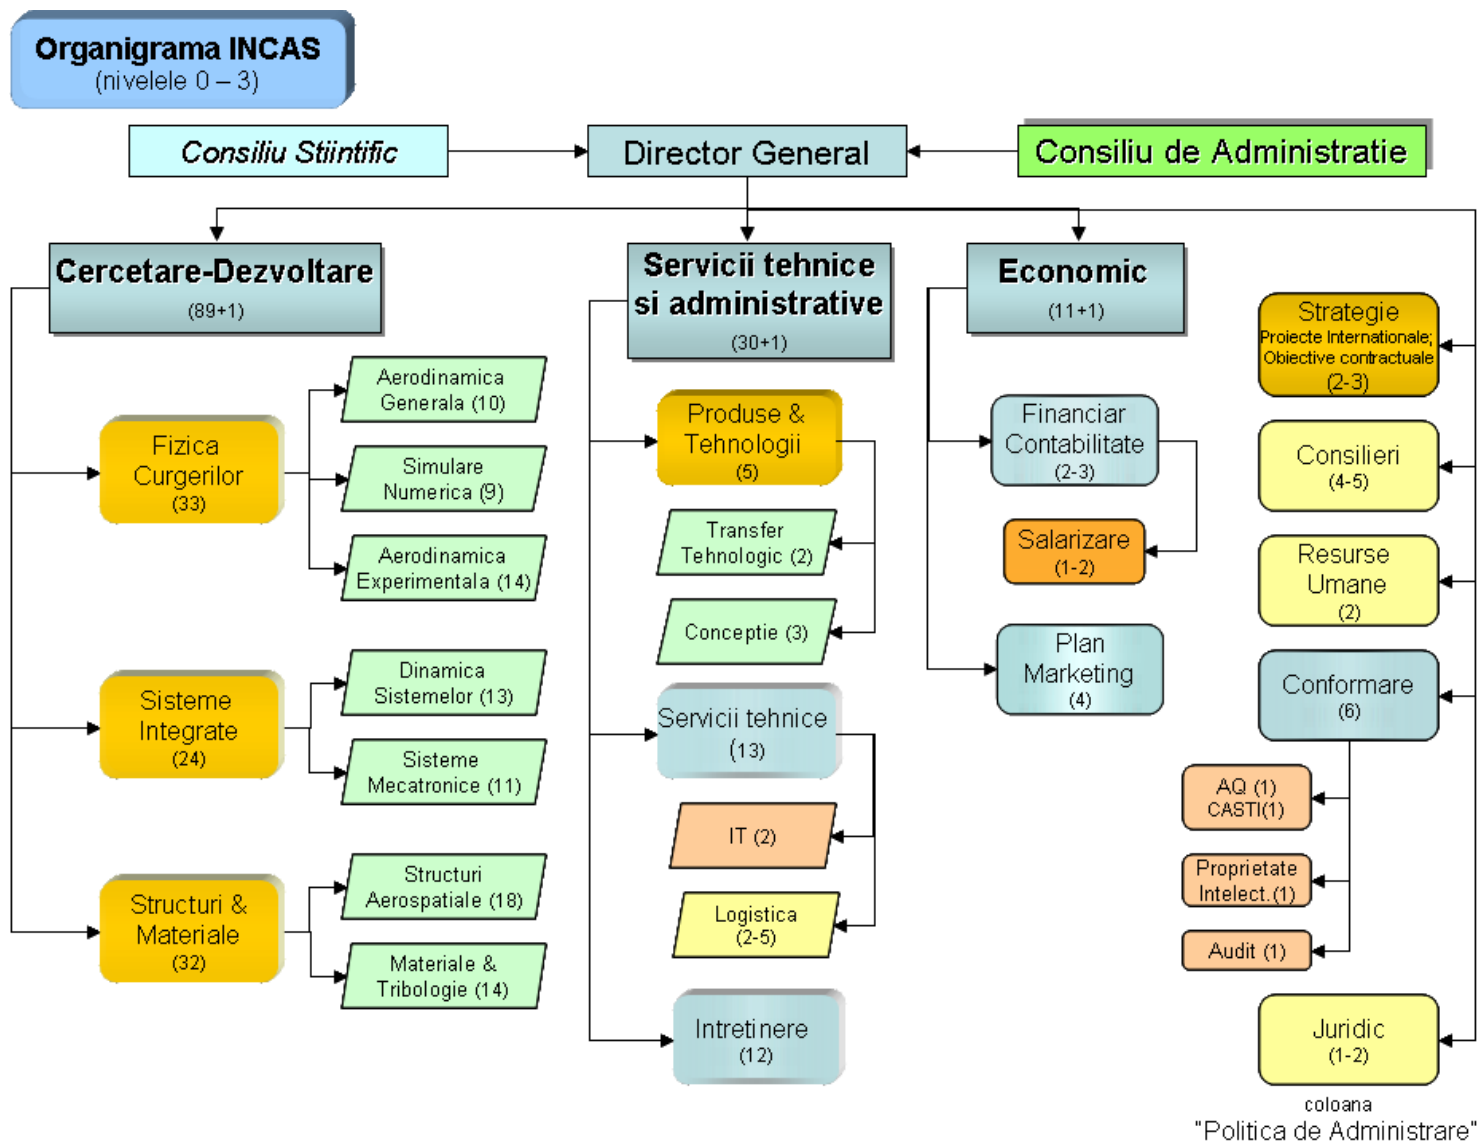 Organigrama INCAS
(nivelele 0 – 3)
Consiliu Stiintific
Director General
Consiliu de Administratie
Cercetare-Dezvoltare
(89+1)
Fizica
Curgerilor
(33)
Aerodinamica
Generala (10)
Simulare
Numerica (9)
Aerodinamica
Experimentala (14)
Sisteme
Integrate
(24)
Dinamica
Sistemelor (13)
Sisteme
Mecatronice (11)
Structuri &
Materiale
(32)
Structuri
Aerospatiale (18)
Materiale &
Tribologie (14)
Servicii tehnice
si administrative
(30+1)
Produse &
Tehnologii
(5)
Transfer
Tehnologic (2)
Conceptie (3)
Servicii tehnice
(13)
IT (2)
Logistica
(2-5)
Intretinere
(12)
Economic
(11+1)
Financiar
Contabilitate
(2-3)
Salarizare
(1-2)
Plan
Marketing
(4)
Strategie
Proiecte Internationale;
Obiective contractuale
(2-3)
Consilieri
(4-5)
Resurse
Umane
(2)
Conformare
(6)
AQ (1)
CASTI(1)
Proprietate
Intelect.(1)
Audit (1)
Juridic
(1-2)
coloana
"Politica de Administrare"